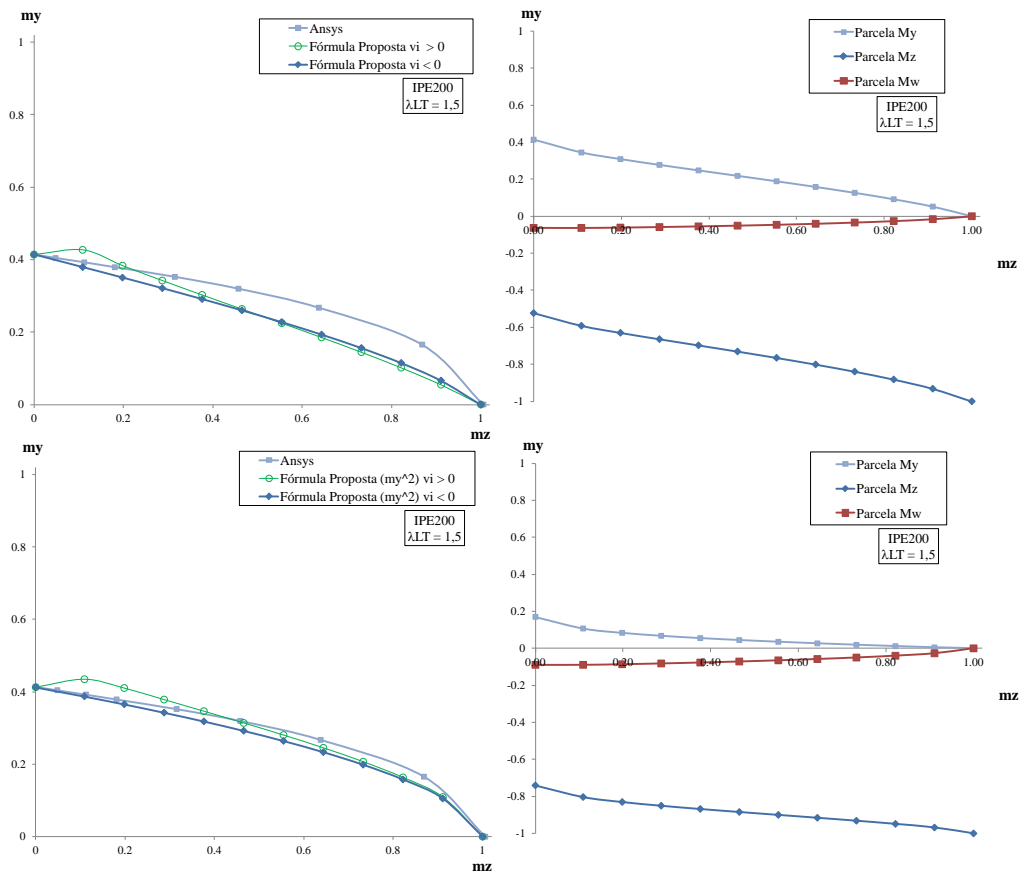 my
Ansys
Fórmula Proposta vi > 0
Fórmula Proposta vi < 0
IPE200
λLT = 1,5
1
0.8
0.6
0.4
0.2
0
0
0.2
0.4
0.6
0.8
1
mz
my
Parcela My
Parcela Mz
Parcela Mw
IPE200
λLT = 1,5
1
0.8
0.6
0.4
0.2
0
-0.2
-0.4
-0.6
-0.8
-1
0.00
0.20
0.40
0.60
0.80
1.00
mz
my
Ansys
Fórmula Proposta (my^2) vi > 0
Fórmula Proposta (my^2) vi < 0
IPE200
λLT = 1,5
1
0.8
0.6
0.4
0.2
0
0
0.2
0.4
0.6
0.8
1
mz
my
Parcela My
Parcela Mz
Parcela Mw
IPE200
λLT = 1,5
1
0.8
0.6
0.4
0.2
0
-0.2
-0.4
-0.6
-0.8
-1
0.00
0.20
0.40
0.60
0.80
1.00
mz